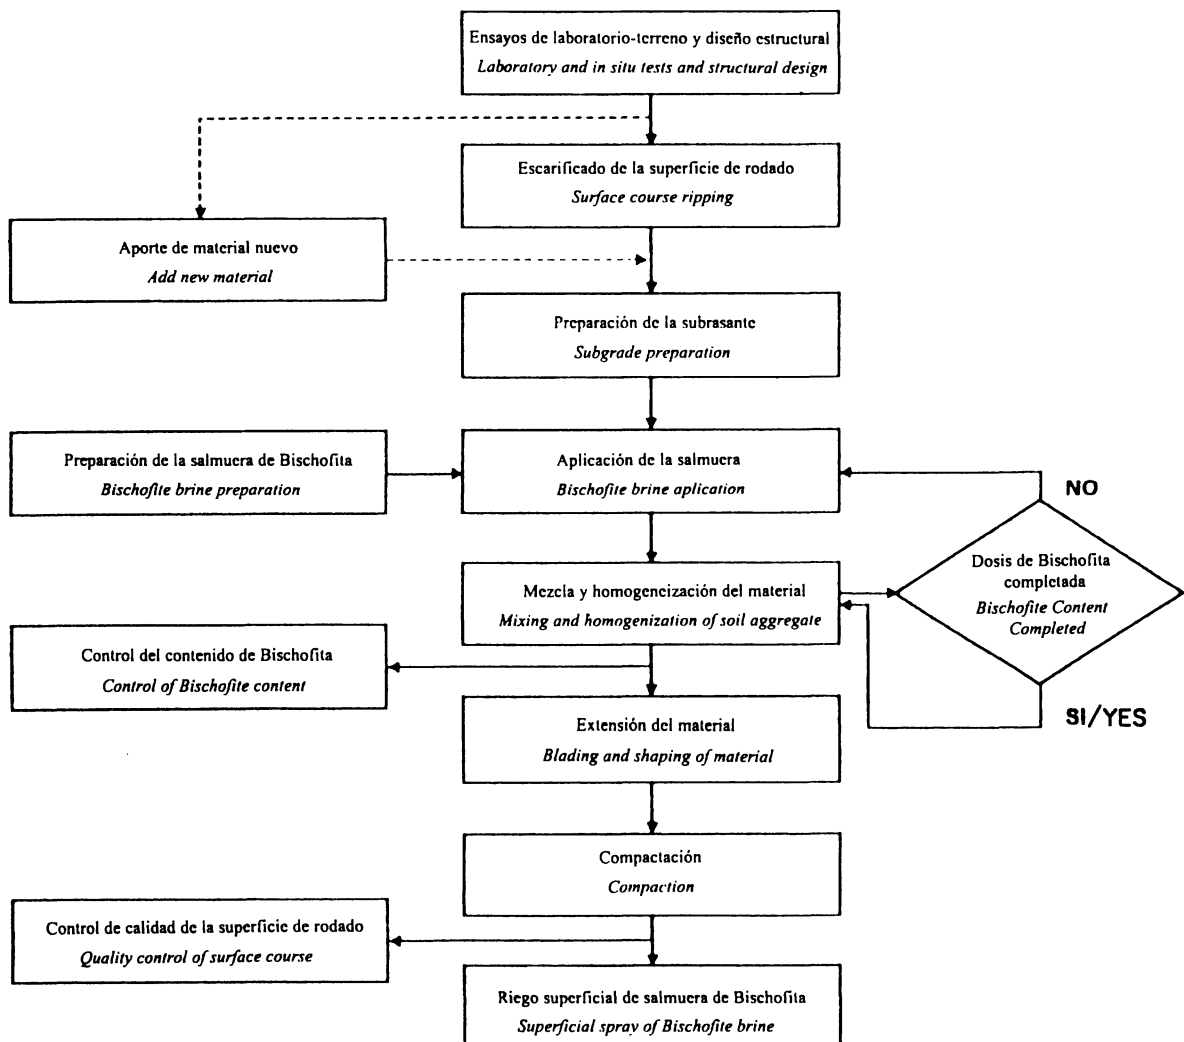 Ensayos de laboratorio-terreno y diseño estructural
Laboratory and in situ tests and structural design
Escarificado de la superficie de rodado
Surface course ripping
Aporte de material nuevo
Add new material
Preparación de la subrasante
Subgrade preparation
Preparación de la salmuera de Bischofita
Bischofite brine preparation
Aplicación de la salmuera
Bischofite brine aplication
NO
Dosis de Bischofita
completada
Bischofite Content
Completed
Mezcla y homogeneización del material
Mixing and homogenization of soil aggregate
Control del contenido de Bischofita
Control of Bischofite content
SI/YES
Extensión del material
Blading and shaping of material
Compactación
Compaction
Control de calidad de la superficie de rodado
Quality control of surface course
Riego superficial de salmuera de Bischofita
Superficial spray of Bischofite brine